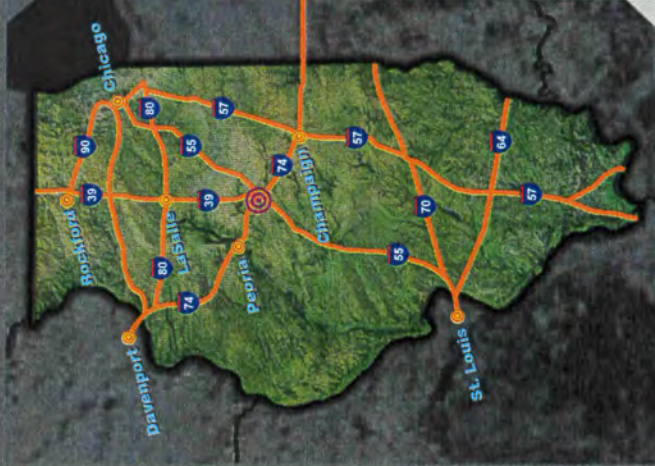 Chicago
90
80
57
39
Rockford
55
LaSalle
39
74
57
Champaign
64
80
Peoria
70
57
74
55
Davenport
St. Louis